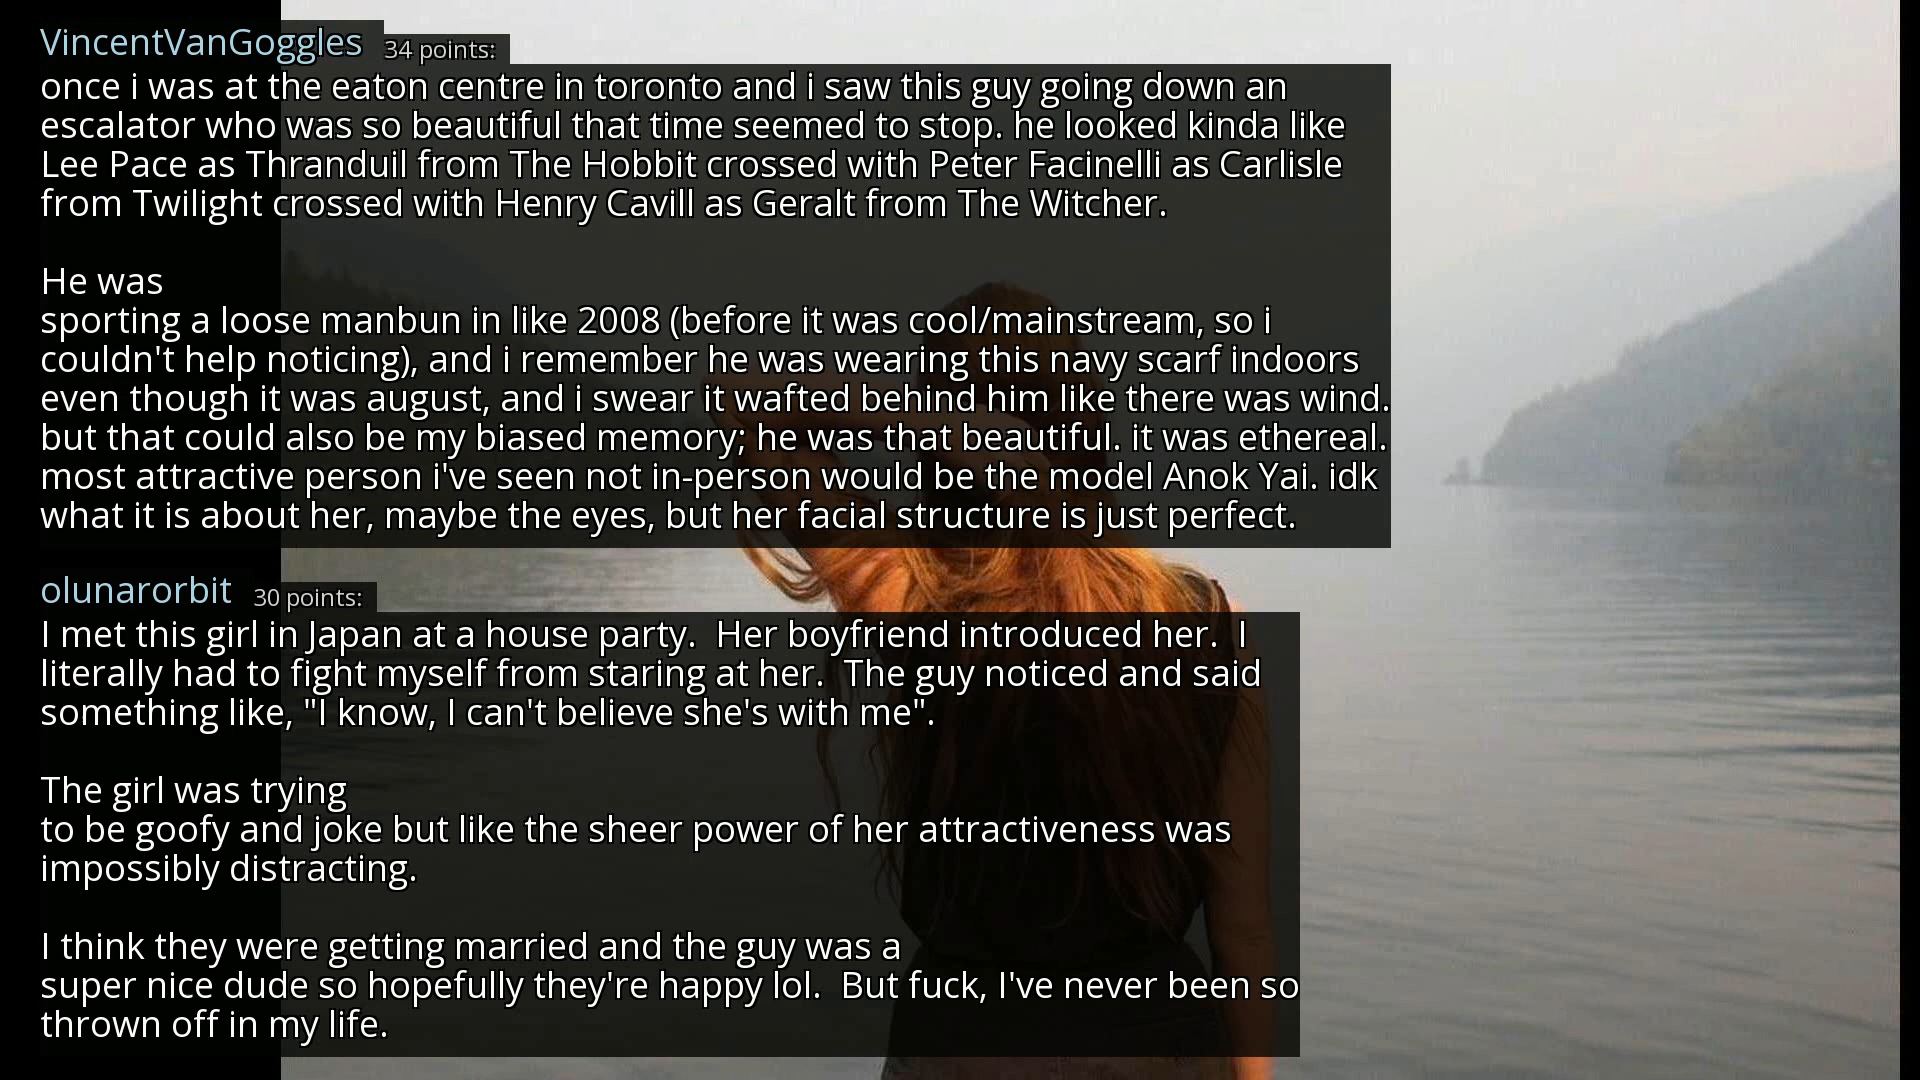 VincentVanGoggles 34 points:
once i was at the eaton centre in toronto and i saw this guy going down an
escalator who was so beautiful that time seemed to stop. he looked kinda like
Lee Pace as Thranduil from The Hobbit crossed with Peter Facinelli as Carlisle
from Twilight crossed with Henry Cavill as Geralt from The Witcher.
He was
sporting a loose manbun in like 2008 (before it was cool/mainstream, so i
couldn't help noticing), and i remember he was wearing this navy scarf indoors
even though it was august, and i swear it wafted behind him like there was wind.
but that could also be my biased memory; he was that beautiful. it was ethereal.
most attractive person i've seen not in-person would be the model Anok Yai. idk
what it is about her, maybe the eyes, but her facial structure is just perfect.
olunarorbit 30 points:
I met this girl in Japan at a house party.  Her boyfriend introduced her.  I
literally had to fight myself from staring at her.  The guy noticed and said
something like, "I know, I can't believe she's with me".
The girl was trying
to be goofy and joke but like the sheer power of her attractiveness was
impossibly distracting.
I think they were getting married and the guy was a
super nice dude so hopefully they're happy lol.  But fuck, I've never been so
thrown off in my life.